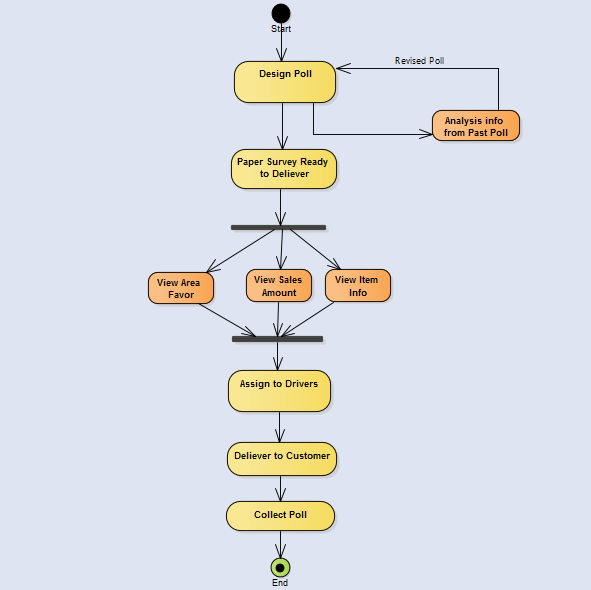 Start
Design Poll
Revised Poll
Analysis info
from Past Poll
Paper Survey Ready
to Deliever
View Area
Favor
View Sales
Amount
View Item
Info
Assign to Drivers
Deliever to Customer
Collect Poll
End